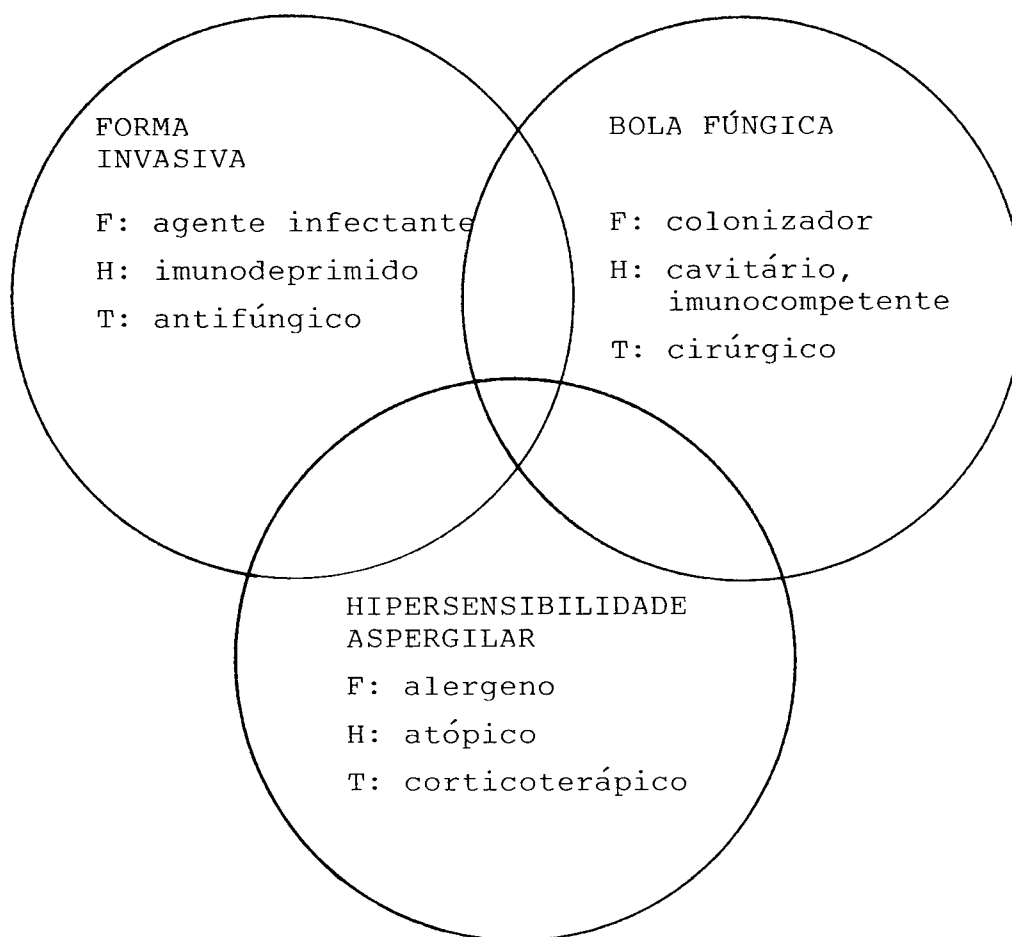 FORMA
INVASIVA
F: agente infectante
H: imunodeprimido
T: antifúngico
BOLA FÚNGICA
F: colonizador
H: cavitário,
imunocompetente
T: cirúrgico
HIPERSENSIBILIDADE
ASPERGILAR
F: alergeno
H: atópico
T: corticoterápico